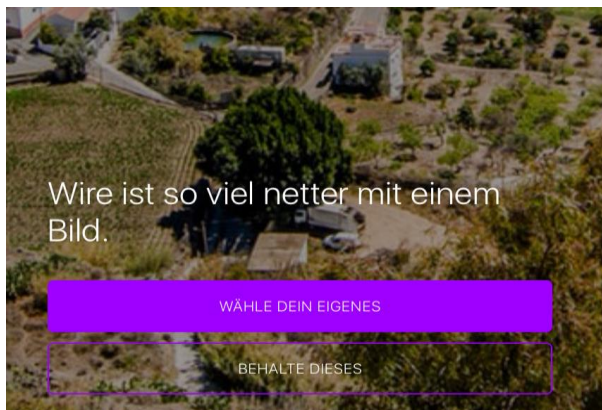 Wire ist so viel netter mit einem
Bild.
WÄHLE DEIN EIGENES
BEHALTE DIESES